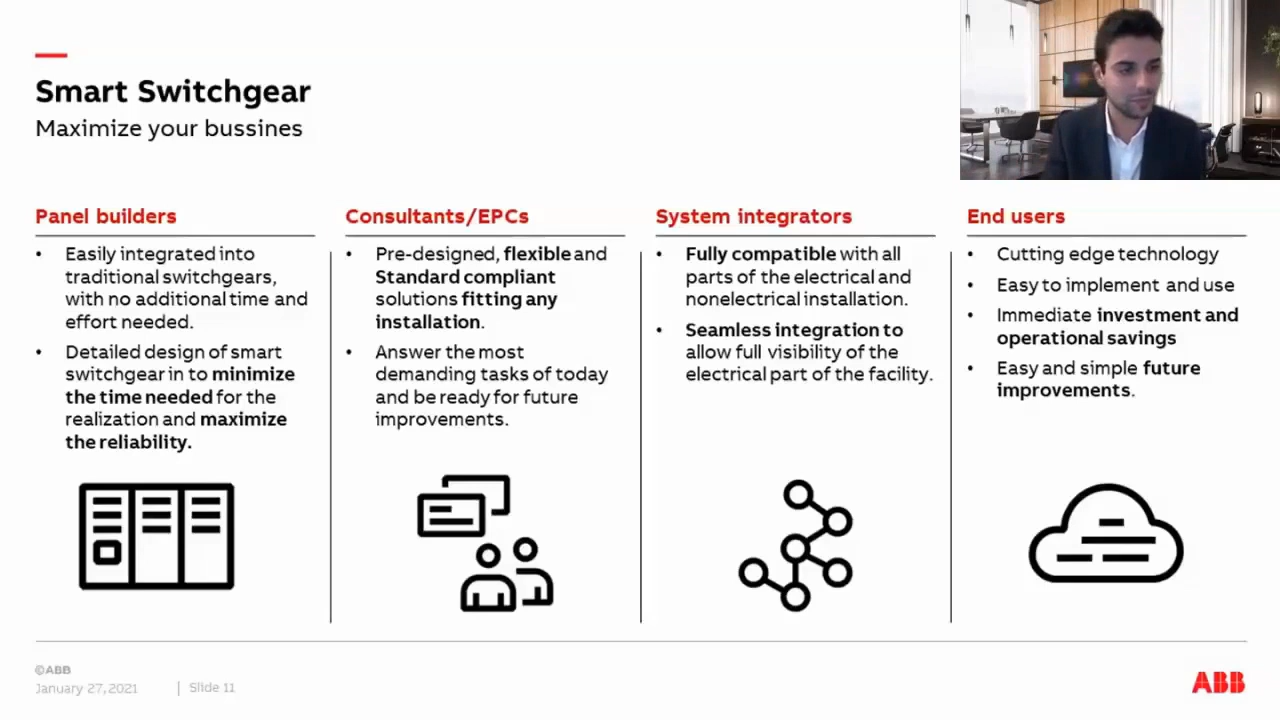 Smart Switchgear
Maximize your bussines
Panel builders
• Easily integrated into
traditional switchgears,
with no additional time and
effort needed.
• Detailed design of smart
switchgear in to minimize
the time needed for the
realization and maximize
the reliability.
Consultants/EPCs
• Pre-designed, flexible and
Standard compliant
solutions fitting any
installation.
• Answer the most
demanding tasks of today
and be ready for future
improvements.
System integrators
• Fully compatible with all
parts of the electrical and
nonelectrical installation.
• Seamless integration to
allow full visibility of the
electrical part of the facility.
End users
• Cutting edge technology
• Easy to implement and use
• Immediate investment and
operational savings
• Easy and simple future
improvements.
©ABB
January 27, 2021 | Slide 11
ABB